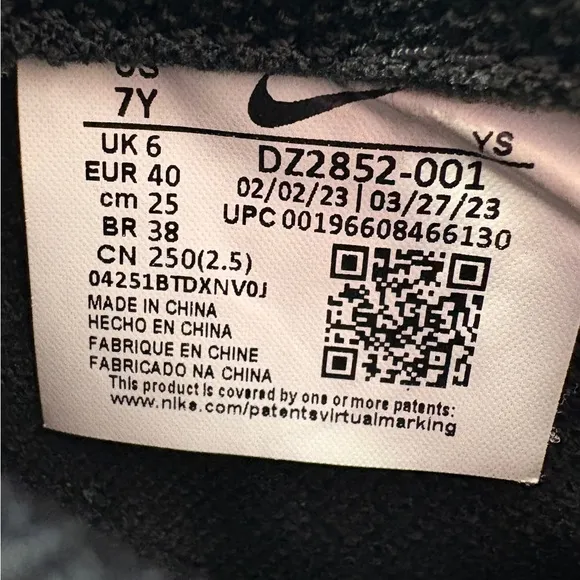 US
7Y
YS
UK 6
EUR 40
cm 25
BR 38
CN 250(2.5)
DZ2852-001
02/02/23 | 03/27/23
UPC 00196608466130
04251BTDXNV0J
MADE IN CHINA
HECHO EN CHINA
FABRIQUE EN CHINE
FABRICADO NA CHINA
This product is covered by one or more patents:
www.nike.com/patentsvirtualmarking